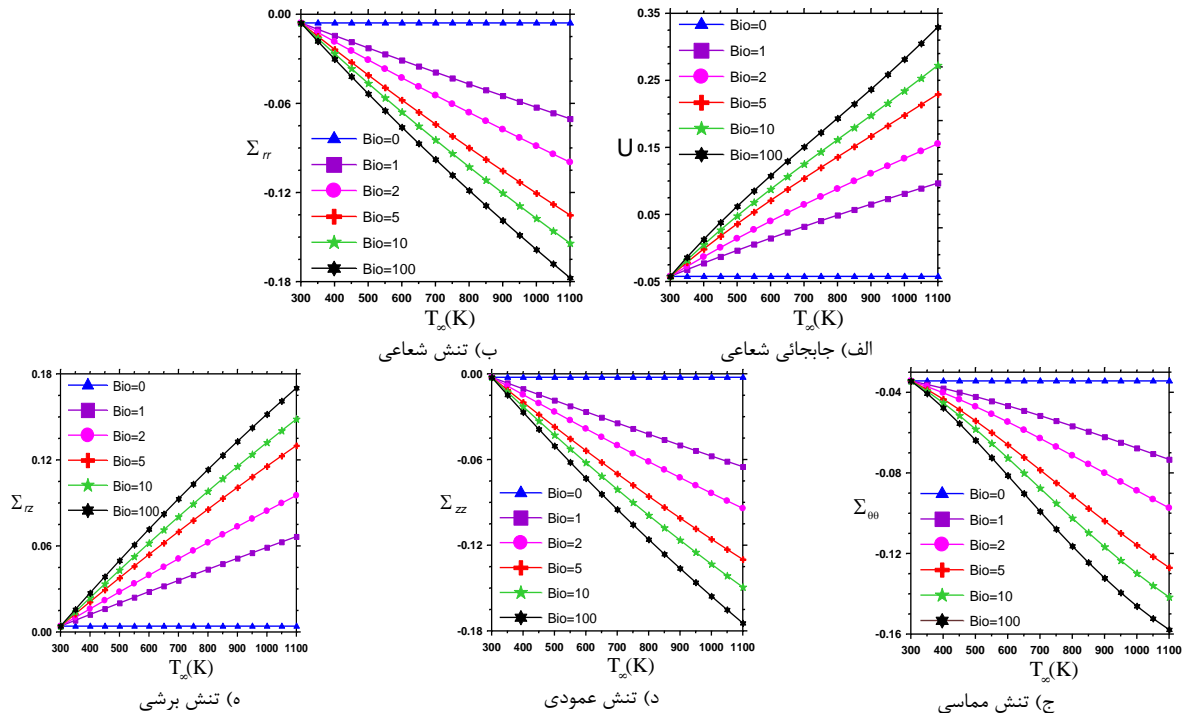 0.00
-0.06
-0.12
-0.18
Σrr
Bio=0
Bio=1
Bio=2
Bio=5
Bio=10
Bio=100
300 400 500 600 700 800 900 1000 1100
T∞(K)
ب) تنش شعاعی
0.35
0.25
0.15
0.05
-0.05
U
Bio=0
Bio=1
Bio=2
Bio=5
Bio=10
Bio=100
300 400 500 600 700 800 900 1000 1100
T∞(K)
الف) جابجائی شعاعی
0.18
0.12
0.06
0.00
Σrz
Bio=0
Bio=1
Bio=2
Bio=5
Bio=10
Bio=100
300 400 500 600 700 800 900 1000 1100
T∞(K)
ه) تنش برشی
0.00
-0.06
-0.12
-0.18
Σzz
Bio=0
Bio=1
Bio=2
Bio=5
Bio=10
Bio=100
300 400 500 600 700 800 900 1000 1100
T∞(K)
د) تنش عمودی
-0.04
-0.08
-0.12
-0.16
Σθθ
Bio=0
Bio=1
Bio=2
Bio=5
Bio=10
Bio=100
300 400 500 600 700 800 900 1000 1100
T∞(K)
ج) تنش مماسی